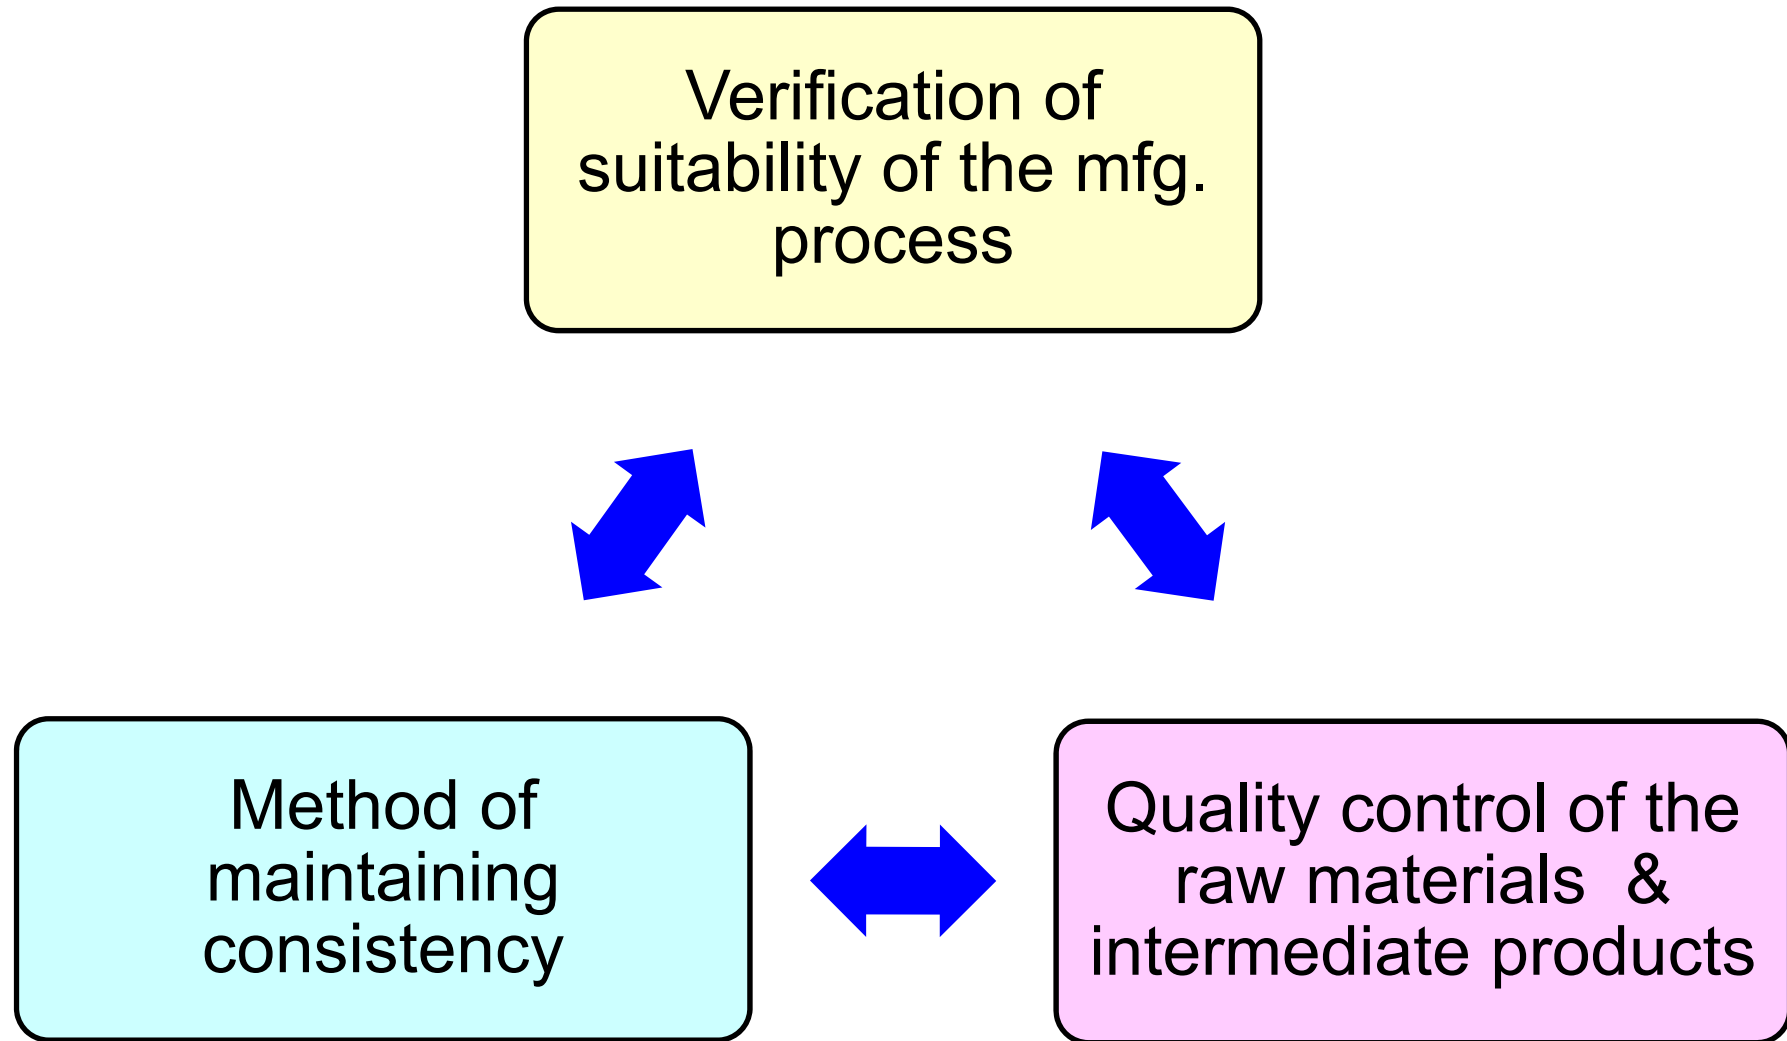 Verification of
suitability of the mfg.
process
Method of
maintaining
consistency
Quality control of the
raw materials  &
intermediate products